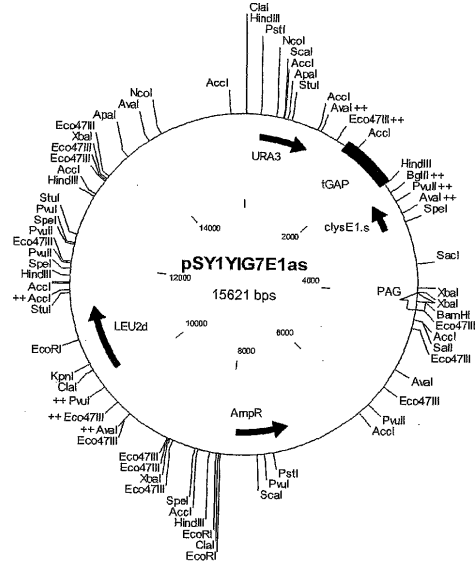 ClaI
HindIII
PstI
NcoI
ScaI
AccI
ApaI
StuI
AccI
AvaI ++
Eco47III ++
AccI
HindIII
BglII ++
PvuII ++
AvaI ++
SpeI
SacI
XbaI
XbaI
BamHI
Eco47III
AccI
SalI
Eco47III
AvaI
Eco47III
PvuII
AccI
PstI
PvuI
ScaI
EcoRI
ClaI
EcoRI
HindIII
AccI
SpeI
Eco47III
XbaI
Eco47III
Eco47III
Eco47III
++ AvaI
++ Eco47III
++ PvuI
ClaI
KpnI
EcoRI
StuI
++ AccI
AccI
HindIII
SpeI
PvuII
Eco47III
PvuII
SpeI
PvuI
StuI
HindIII
AccI
Eco47III
Eco47III
XbaI
Eco47III
ApaI
AvaI
NcoI
AccI
URA3
tGAP
clysE1.s
PAG
AmpR
LEU2d
2000
4000
6000
8000
10000
12000
14000
pSY1YIG7E1as
15621 bps